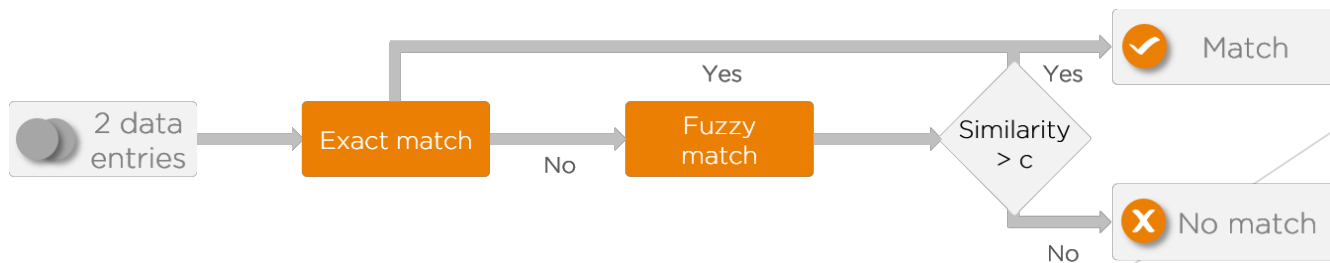 2 data
entries
Exact match
Yes
No
Fuzzy
match
Similarity
> c
Yes
Match
No
No match